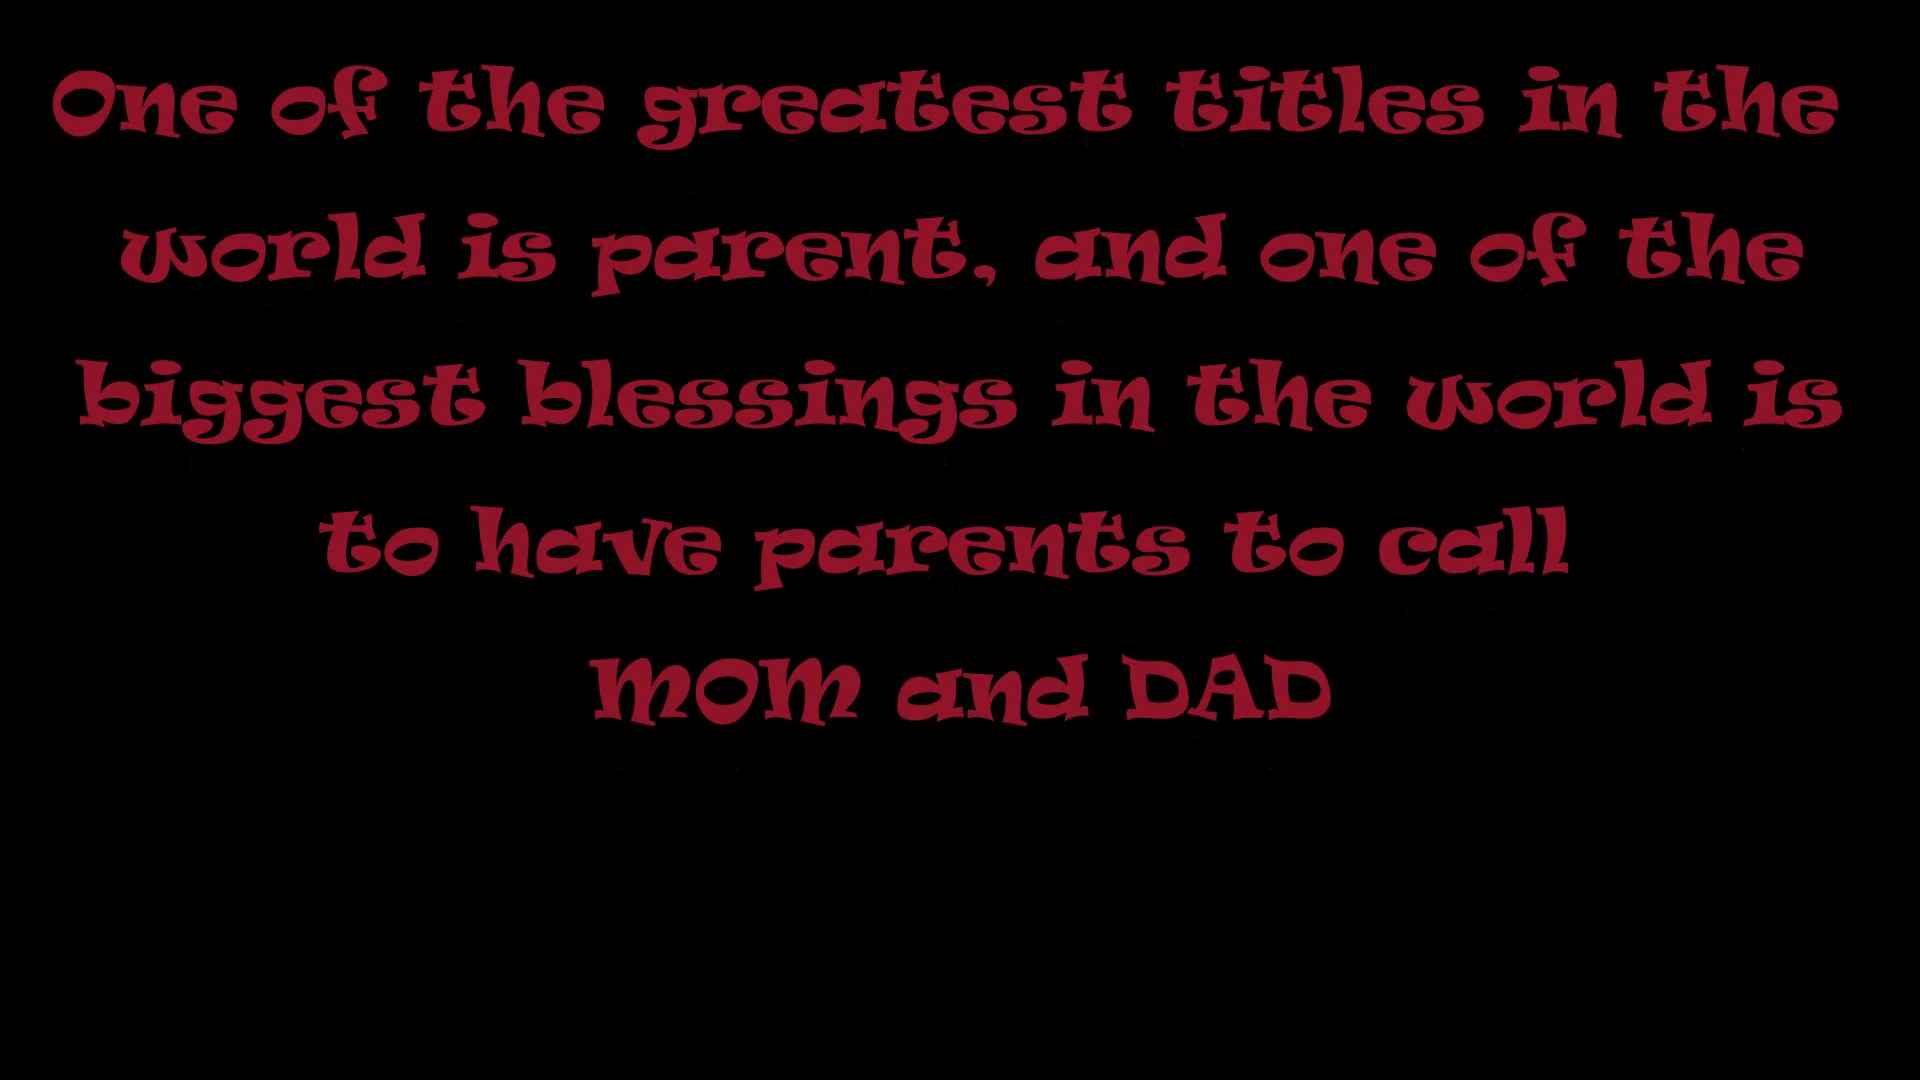 One of the greatest titles in the
world is parent, and one of the
biggest blessings in the world is
to have parents to call
MOM and DAD